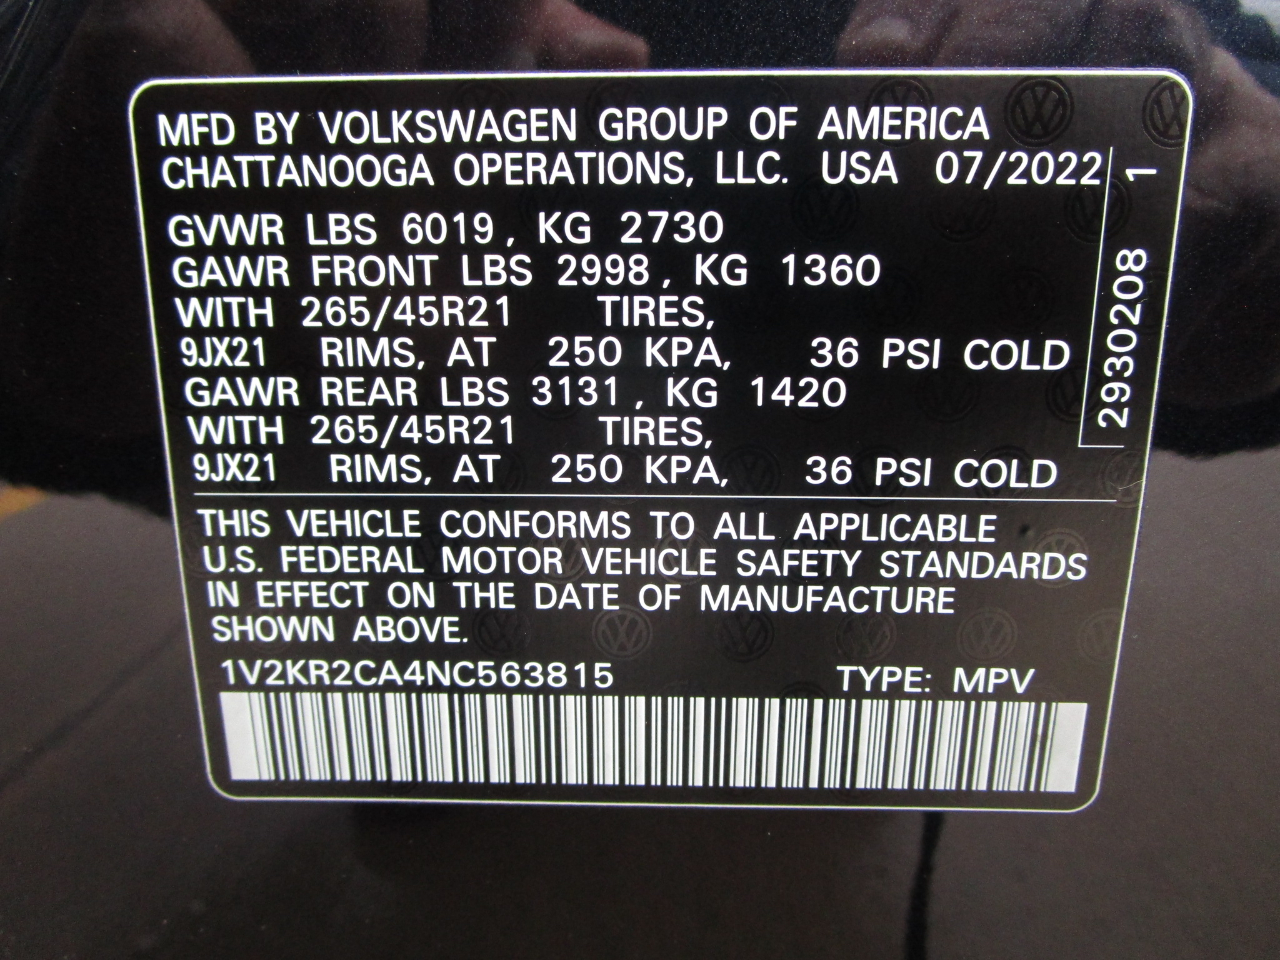 MFD BY VOLKSWAGEN GROUP OF AMERICA
CHATTANOOGA OPERATIONS, LLC. USA 07/2022
GVWR LBS 6019, KG 2730
GAWR FRONT LBS 2998, KG 1360
WITH 265/45R21 TIRES,
9JX21 RIMS, AT 250 KPA, 36 PSI COLD
GAWR REAR LBS 3131, KG 1420
WITH 265/45R21 TIRES,
9JX21 RIMS, AT 250 KPA, 36 PSI COLD
2930208 1
THIS VEHICLE CONFORMS TO ALL APPLICABLE
U.S. FEDERAL MOTOR VEHICLE SAFETY STANDARDS
IN EFFECT ON THE DATE OF MANUFACTURE
SHOWN ABOVE.
1V2KR2CA4NC563815 TYPE: MPV